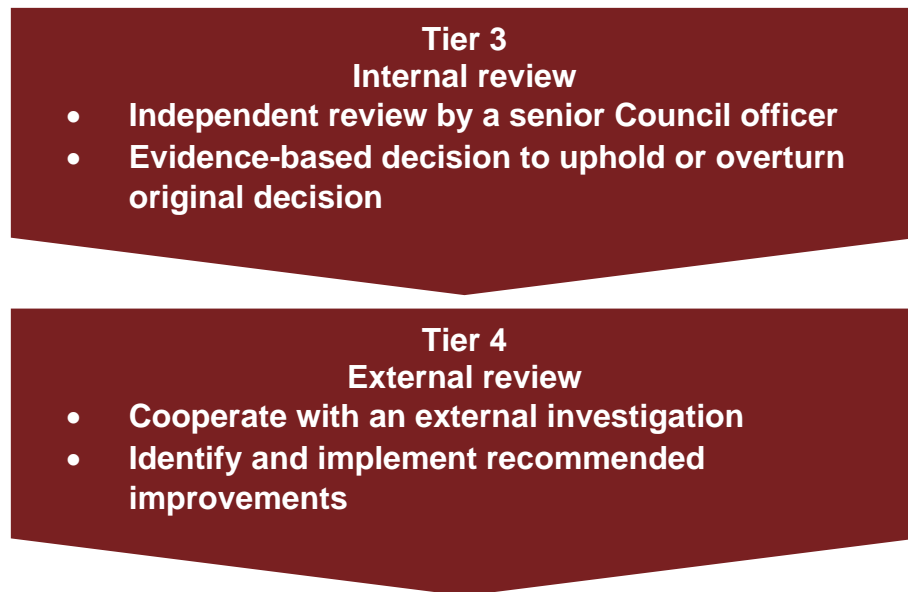 Tier 3
Internal review
• Independent review by a senior Council officer
• Evidence-based decision to uphold or overturn
original decision
Tier 4
External review
• Cooperate with an external investigation
• Identify and implement recommended
improvements